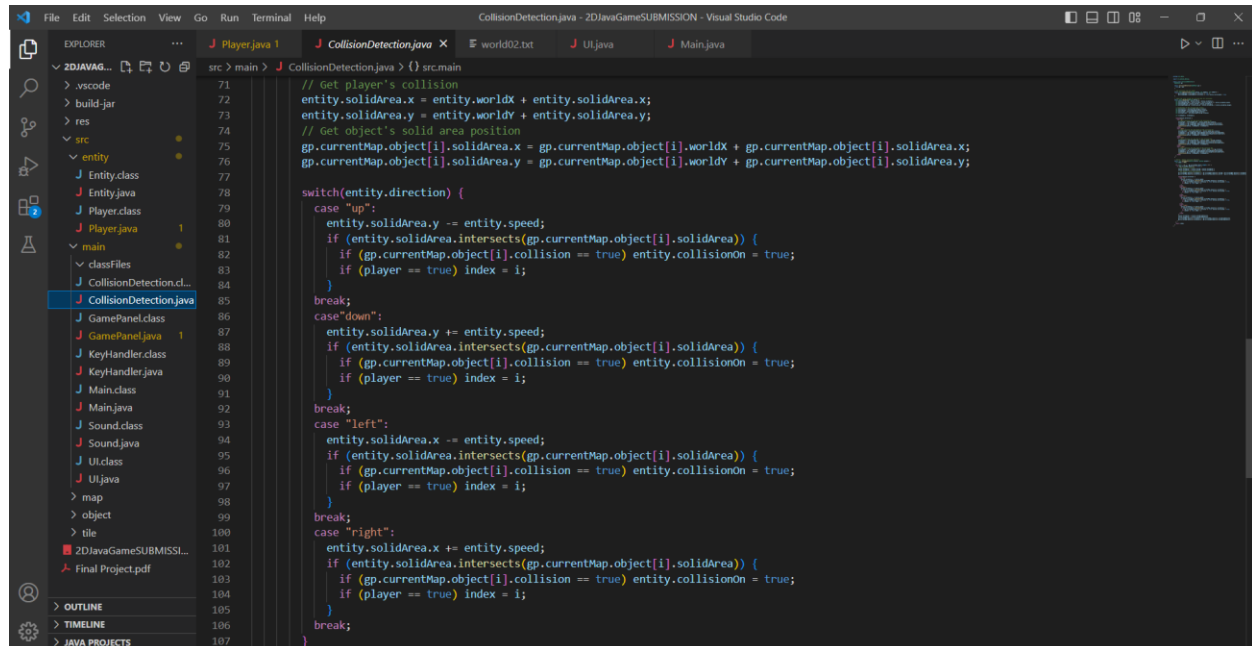 File Edit Selection View Go Run Terminal Help CollisionDetection.java - 2DJavaGameSUBMISSION - Visual Studio Code
EXPLORER ···
J Player.java 1 J CollisionDetection.java × world02.txt J UI.java J Main.java
2DJAVAG...
src > main > J CollisionDetection.java > {} src.main
> .vscode
> build-jar
> res
src
entity
J Entity.class
J Entity.java
J Player.class
J Player.java 1
main
classFiles
J CollisionDetection.cl...
J CollisionDetection.java
J GamePanel.class
J GamePanel.java 1
J KeyHandler.class
J KeyHandler.java
J Main.class
J Main.java
J Sound.class
J Sound.java
J UI.class
J UI.java
> map
> object
> tile
2DJavaGameSUBMISSI...
Final Project.pdf
> OUTLINE
> TIMELINE
> JAVA PROJECTS
2
71 // Get player's collision
72 entity.solidArea.x = entity.worldX + entity.solidArea.x;
73 entity.solidArea.y = entity.worldY + entity.solidArea.y;
74 // Get object's solid area position
75 gp.currentMap.object[i].solidArea.x = gp.currentMap.object[i].worldX + gp.currentMap.object[i].solidArea.x;
76 gp.currentMap.object[i].solidArea.y = gp.currentMap.object[i].worldY + gp.currentMap.object[i].solidArea.y;
77
78 switch(entity.direction) {
79 case "up":
80 entity.solidArea.y -= entity.speed;
81 if (entity.solidArea.intersects(gp.currentMap.object[i].solidArea)) {
82 if (gp.currentMap.object[i].collision == true) entity.collisionOn = true;
83 if (player == true) index = i;
84 }
85 break;
86 case"down":
87 entity.solidArea.y += entity.speed;
88 if (entity.solidArea.intersects(gp.currentMap.object[i].solidArea)) {
89 if (gp.currentMap.object[i].collision == true) entity.collisionOn = true;
90 if (player == true) index = i;
91 }
92 break;
93 case "left":
94 entity.solidArea.x -= entity.speed;
95 if (entity.solidArea.intersects(gp.currentMap.object[i].solidArea)) {
96 if (gp.currentMap.object[i].collision == true) entity.collisionOn = true;
97 if (player == true) index = i;
98 }
99 break;
100 case "right":
101 entity.solidArea.x += entity.speed;
102 if (entity.solidArea.intersects(gp.currentMap.object[i].solidArea)) {
103 if (gp.currentMap.object[i].collision == true) entity.collisionOn = true;
104 if (player == true) index = i;
105 }
106 break;
107 }